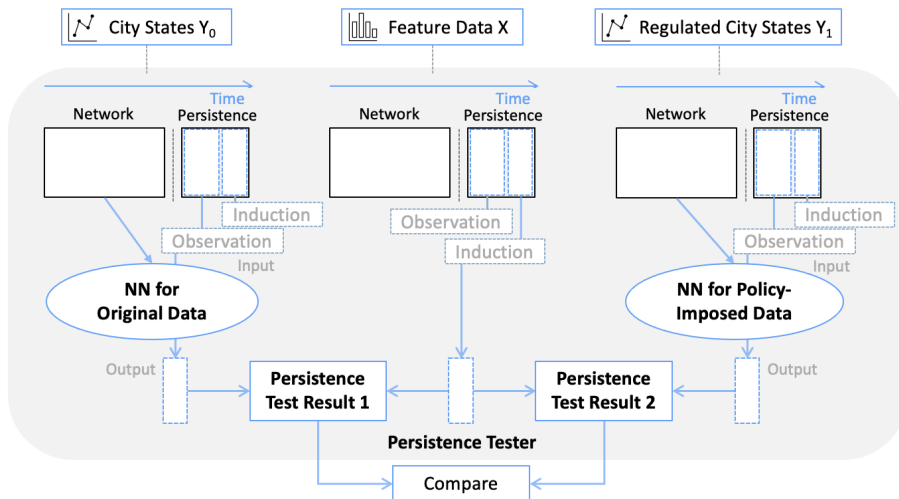 City States Y₀
Feature Data X
Regulated City States Y₁
Time
Time
Time
Network
Persistence
Network
Persistence
Network
Persistence
Induction
Observation
Input
Observation
Induction
Induction
Observation
Input
NN for
Original Data
NN for Policy-
Imposed Data
Output
Persistence
Test Result 1
Persistence
Test Result 2
Output
Persistence Tester
Compare